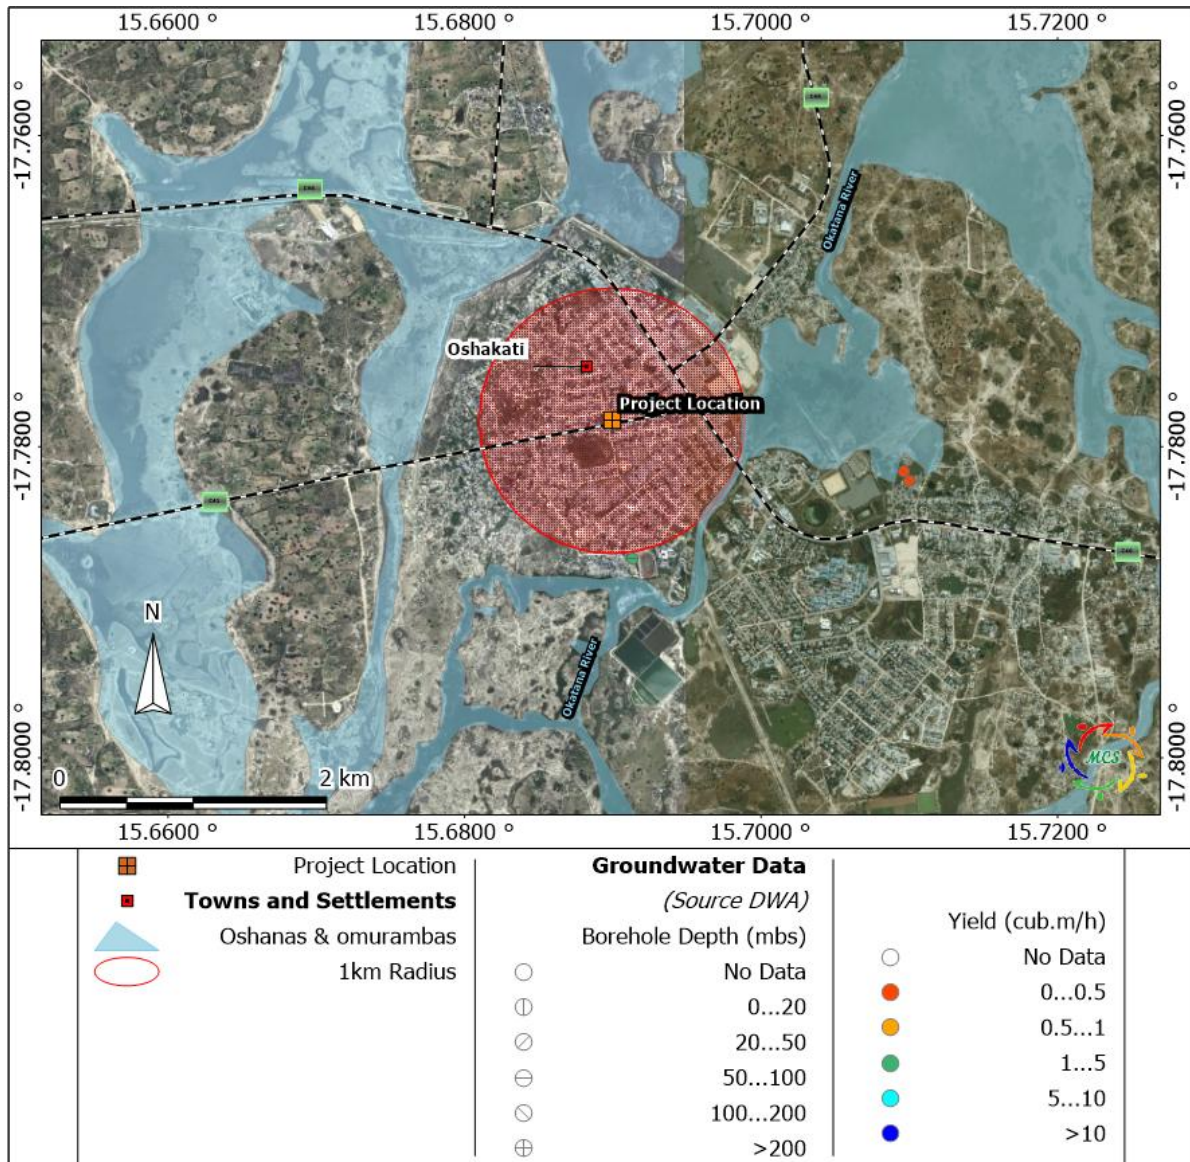 15.6600 °
15.6800 °
15.7000 °
15.7200 °
-17.7600 °
-17.7600 °
Okatana River
Oshakati
Project Location
-17.7800 °
-17.7800 °
N
Okatana River
-17.8000 °
-17.8000 °
0
2 km
MCS
15.6600 °
15.6800 °
15.7000 °
15.7200 °
Project Location
Towns and Settlements
Oshanas & omurambas
1km Radius
Groundwater Data
(Source DWA)
Borehole Depth (mbs)
No Data
0...20
20...50
50...100
100...200
>200
Yield (cub.m/h)
No Data
0...0.5
0.5...1
1...5
5...10
>10